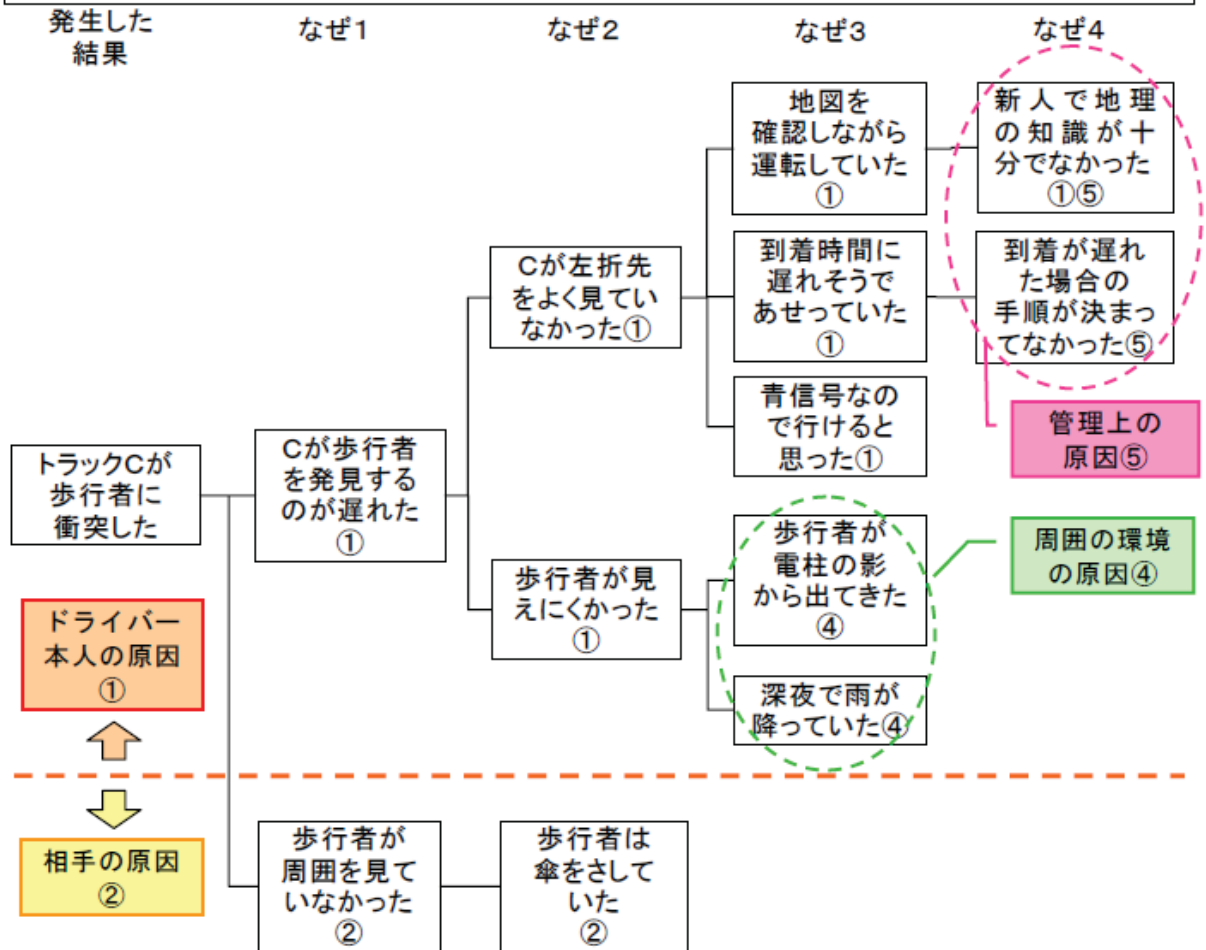 発生した
結果
なぜ1
なぜ2
なぜ3
なぜ4
地図を
確認しながら
運転していた
①
新人で地理
の知識が十
分でなかった
①⑤
Cが左折先
をよく見てい
なかった①
到着時間に
遅れそうで
あせっていた
①
到着が遅れ
た場合の
手順が決まっ
てなかった⑤
青信号なの
で行けると
思った①
管理上の
原因⑤
トラックCが
歩行者に
衝突した
Cが歩行者
を発見する
のが遅れた
①
歩行者が見
えにくかった
①
歩行者が
電柱の影
から出てきた
④
周囲の環境
の原因④
深夜で雨が
降っていた④
ドライバー
本人の原因
①
相手の原因
②
歩行者が
周囲を見て
いなかった
②
歩行者は
傘をさして
いた
②